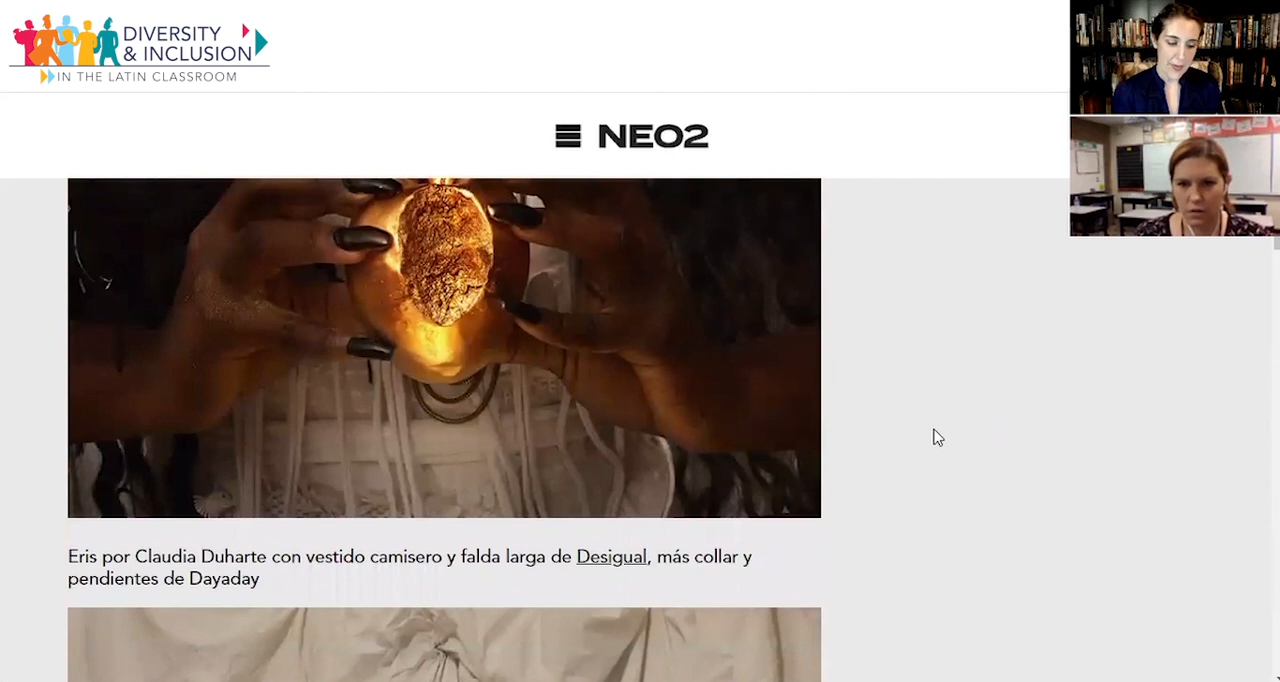 DIVERSITY
& INCLUSION
IN THE LATIN CLASSROOM
NEO2
Eris por Claudia Duharte con vestido camisero y falda larga de Desigual, más collar y
pendientes de Dayaday